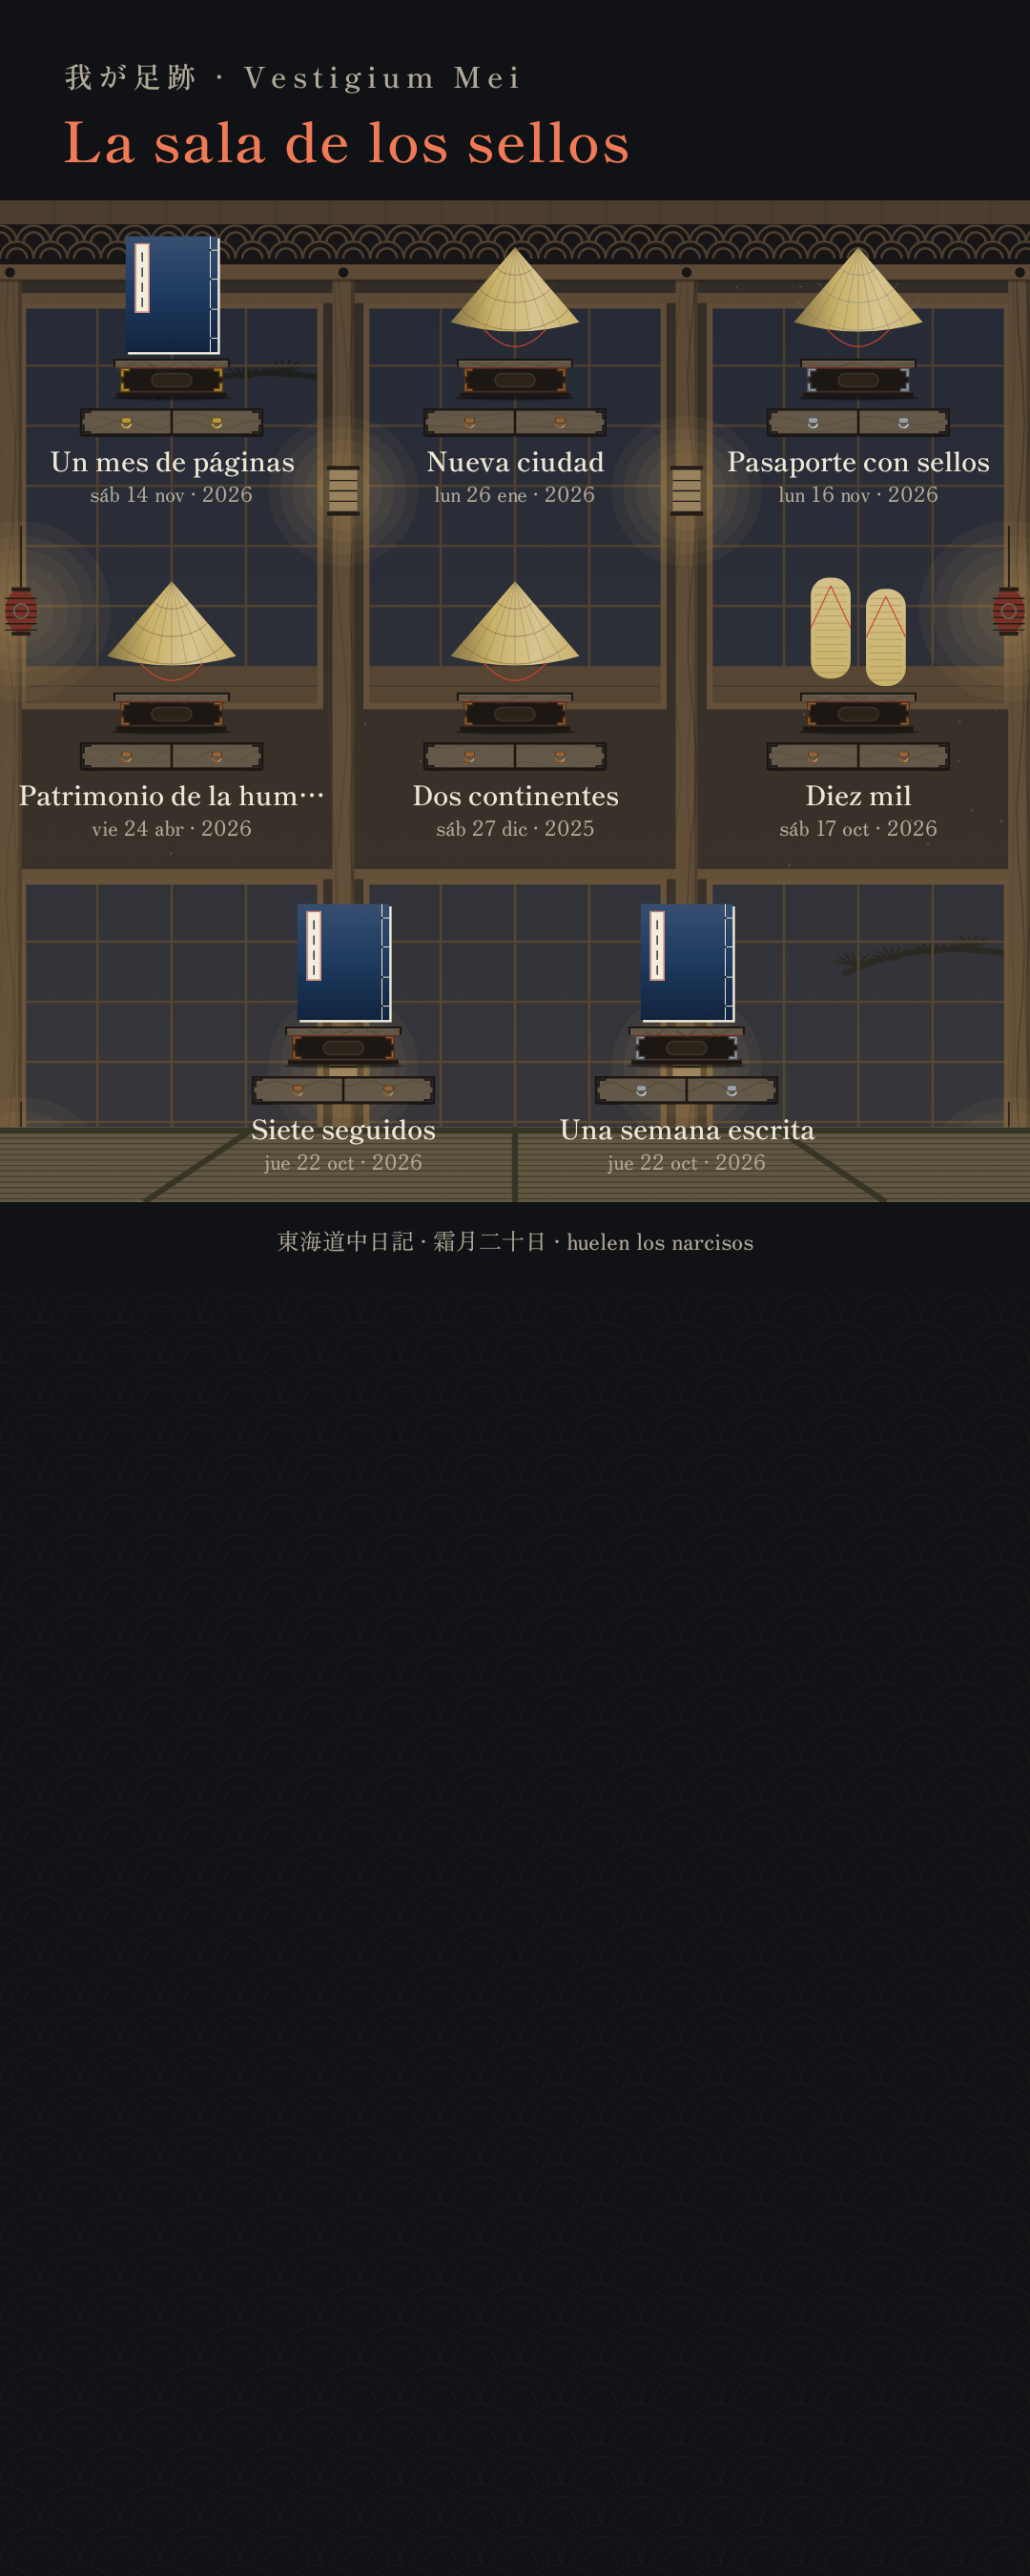 我が足跡 · Vestigium Mei
La sala de los sellos
Un mes de páginas
sáb 14 nov · 2026
Nueva ciudad
lun 26 ene · 2026
Pasaporte con sellos
lun 16 nov · 2026
Patrimonio de la hum…
vie 24 abr · 2026
Dos continentes
sáb 27 dic · 2025
Diez mil
sáb 17 oct · 2026
Siete seguidos
jue 22 oct · 2026
Una semana escrita
jue 22 oct · 2026
東海道中日記 · 霜月二十日 · huelen los narcisos